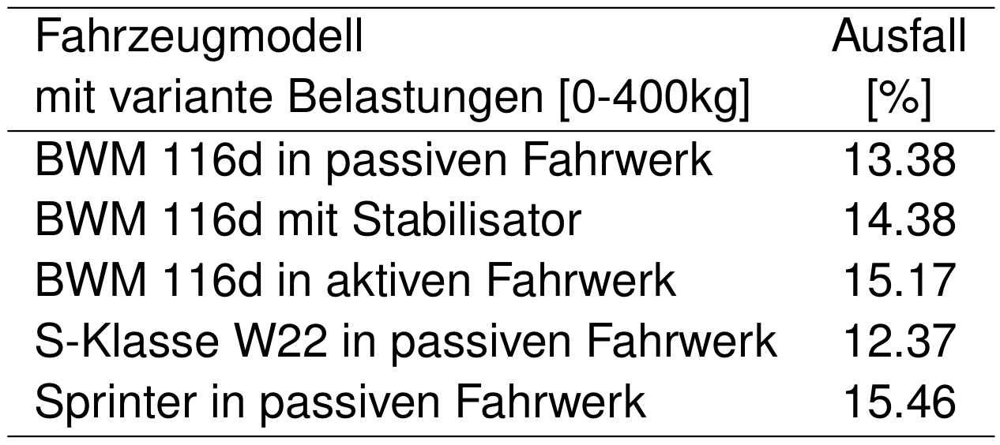 Fahrzeugmodell Ausfall
mit variante Belastungen [0-400kg] [%]
BWM 116d in passiven Fahrwerk 13.38
BWM 116d mit Stabilisator 14.38
BWM 116d in aktiven Fahrwerk 15.17
S-Klasse W22 in passiven Fahrwerk 12.37
Sprinter in passiven Fahrwerk 15.46